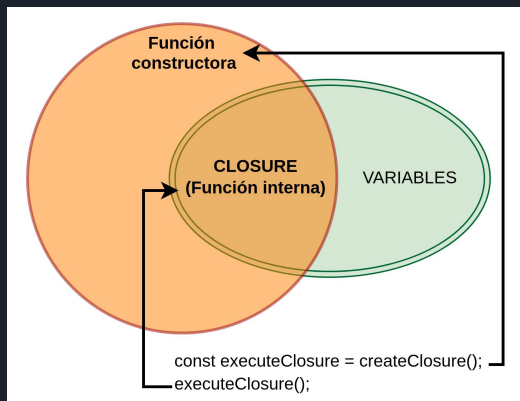 Función
constructora
CLOSURE
(Función interna)
VARIABLES
const executeClosure = createClosure();
executeClosure();